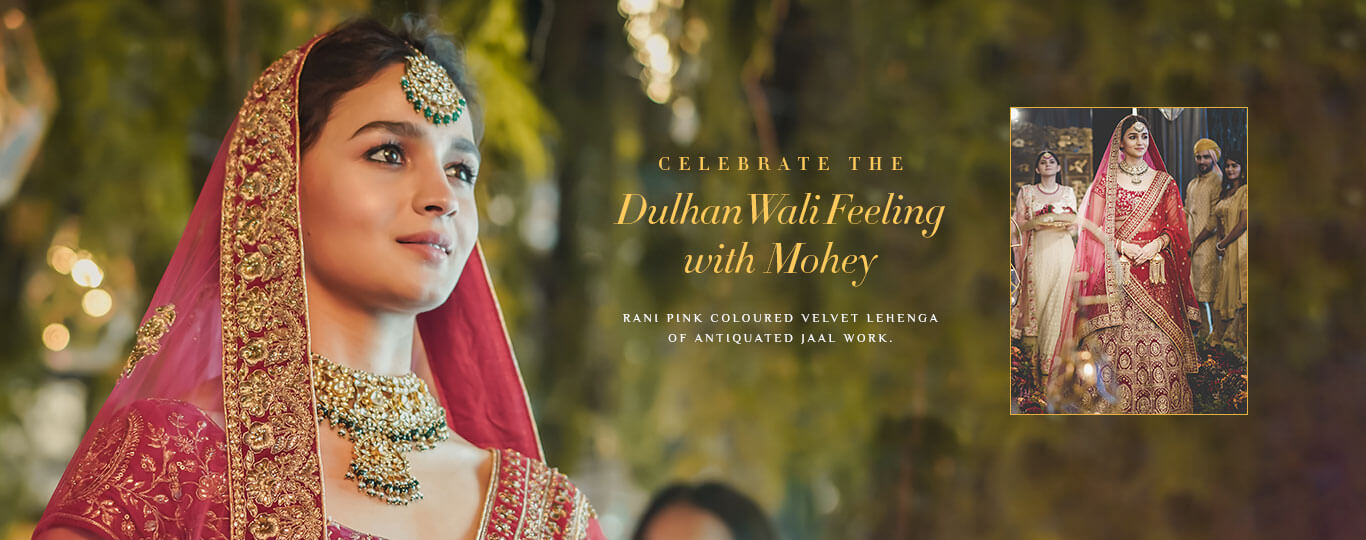 CELEBRATE THE
Dulhan Wali Feeling
with Mohey
RANI PINK COLOURED VELVET LEHENGA
OF ANTIQUATED JAAL WORK.